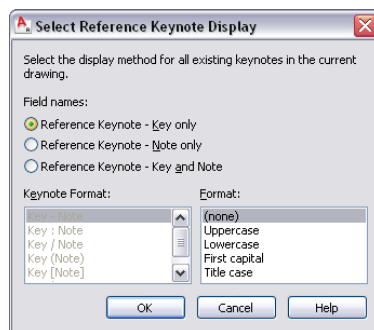 Select Reference Keynote Display
Select the display method for all existing keynotes in the current
drawing.
Field names:
Reference Keynote - Key only
Reference Keynote - Note only
Reference Keynote - Key and Note
Keynote Format:
Key - Note
Key : Note
Key / Note
Key (Note)
Key [Note]
Format:
(none)
Uppercase
Lowercase
First capital
Title case
OK
Cancel
Help